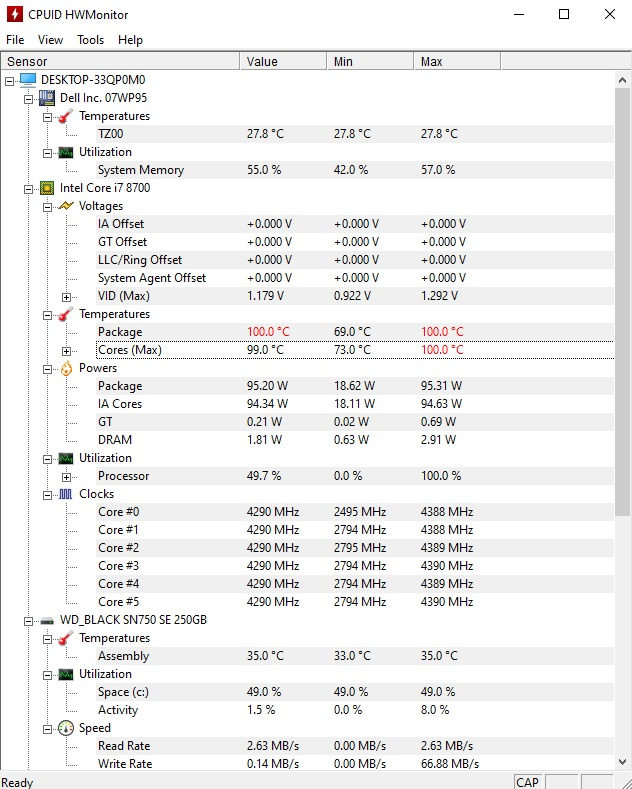 CPUID HWMonitor
File View Tools Help
Sensor Value Min Max
DESKTOP-33QP0M0
Dell Inc. 07WP95
Temperatures
TZ00 27.8 °C 27.8 °C 27.8 °C
Utilization
System Memory 55.0 % 42.0 % 57.0 %
Intel Core i7 8700
Voltages
IA Offset +0.000 V +0.000 V +0.000 V
GT Offset +0.000 V +0.000 V +0.000 V
LLC/Ring Offset +0.000 V +0.000 V +0.000 V
System Agent Offset +0.000 V +0.000 V +0.000 V
VID (Max) 1.179 V 0.922 V 1.292 V
Temperatures
Package 100.0 °C 69.0 °C 100.0 °C
Cores (Max) 99.0 °C 73.0 °C 100.0 °C
Powers
Package 95.20 W 18.62 W 95.31 W
IA Cores 94.34 W 18.11 W 94.63 W
GT 0.21 W 0.02 W 0.69 W
DRAM 1.81 W 0.63 W 2.91 W
Utilization
Processor 49.7 % 0.0 % 100.0 %
Clocks
Core #0 4290 MHz 2495 MHz 4388 MHz
Core #1 4290 MHz 2794 MHz 4388 MHz
Core #2 4290 MHz 2795 MHz 4389 MHz
Core #3 4290 MHz 2794 MHz 4390 MHz
Core #4 4290 MHz 2794 MHz 4389 MHz
Core #5 4290 MHz 2794 MHz 4390 MHz
WD_BLACK SN750 SE 250GB
Temperatures
Assembly 35.0 °C 33.0 °C 35.0 °C
Utilization
Space (c:) 49.0 % 49.0 % 49.0 %
Activity 1.5 % 0.0 % 8.0 %
Speed
Read Rate 2.63 MB/s 0.00 MB/s 2.63 MB/s
Write Rate 0.14 MB/s 0.00 MB/s 66.88 MB/s
Ready CAP